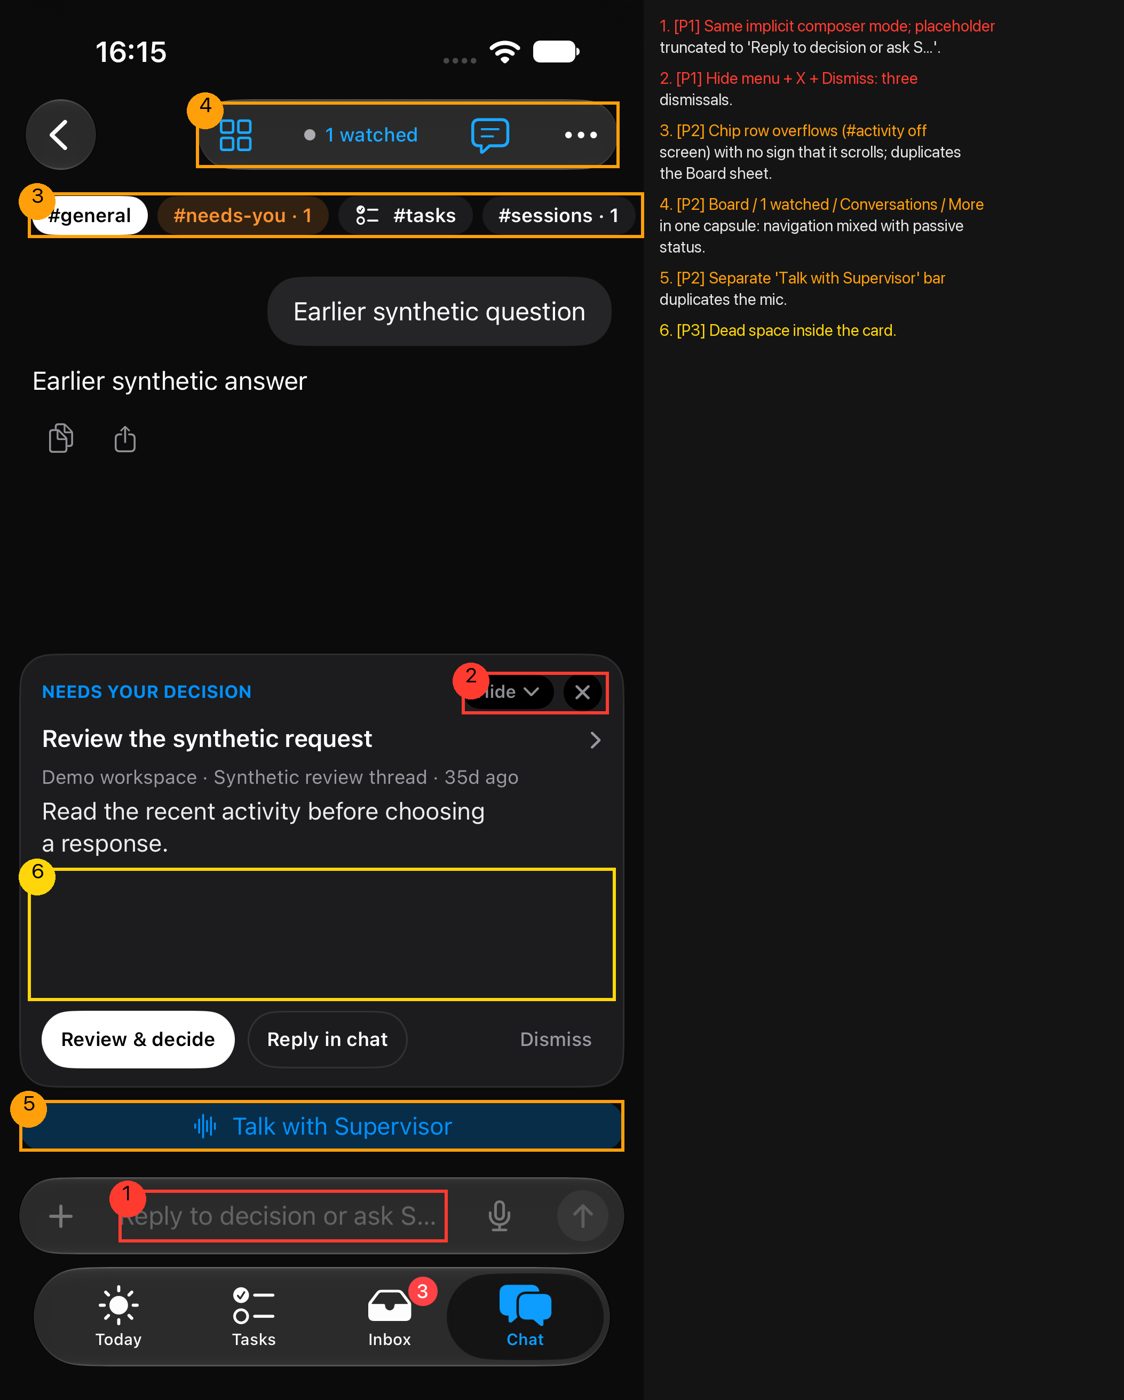 16:15
4
1 watched
3
#general
#needs-you · 1
#tasks
#sessions · 1
Earlier synthetic question
Earlier synthetic answer
NEEDS YOUR DECISION
2
ide
Review the synthetic request
Demo workspace · Synthetic review thread · 35d ago
Read the recent activity before choosing
a response.
6
Review & decide
Reply in chat
Dismiss
5
Talk with Supervisor
1
Reply to decision or ask S...
Today
Tasks
Inbox
3
Chat
1. [P1] Same implicit composer mode; placeholder
truncated to 'Reply to decision or ask S...'.
2. [P1] Hide menu + X + Dismiss: three
dismissals.
3. [P2] Chip row overflows (#activity off
screen) with no sign that it scrolls; duplicates
the Board sheet.
4. [P2] Board / 1 watched / Conversations / More
in one capsule: navigation mixed with passive
status.
5. [P2] Separate 'Talk with Supervisor' bar
duplicates the mic.
6. [P3] Dead space inside the card.